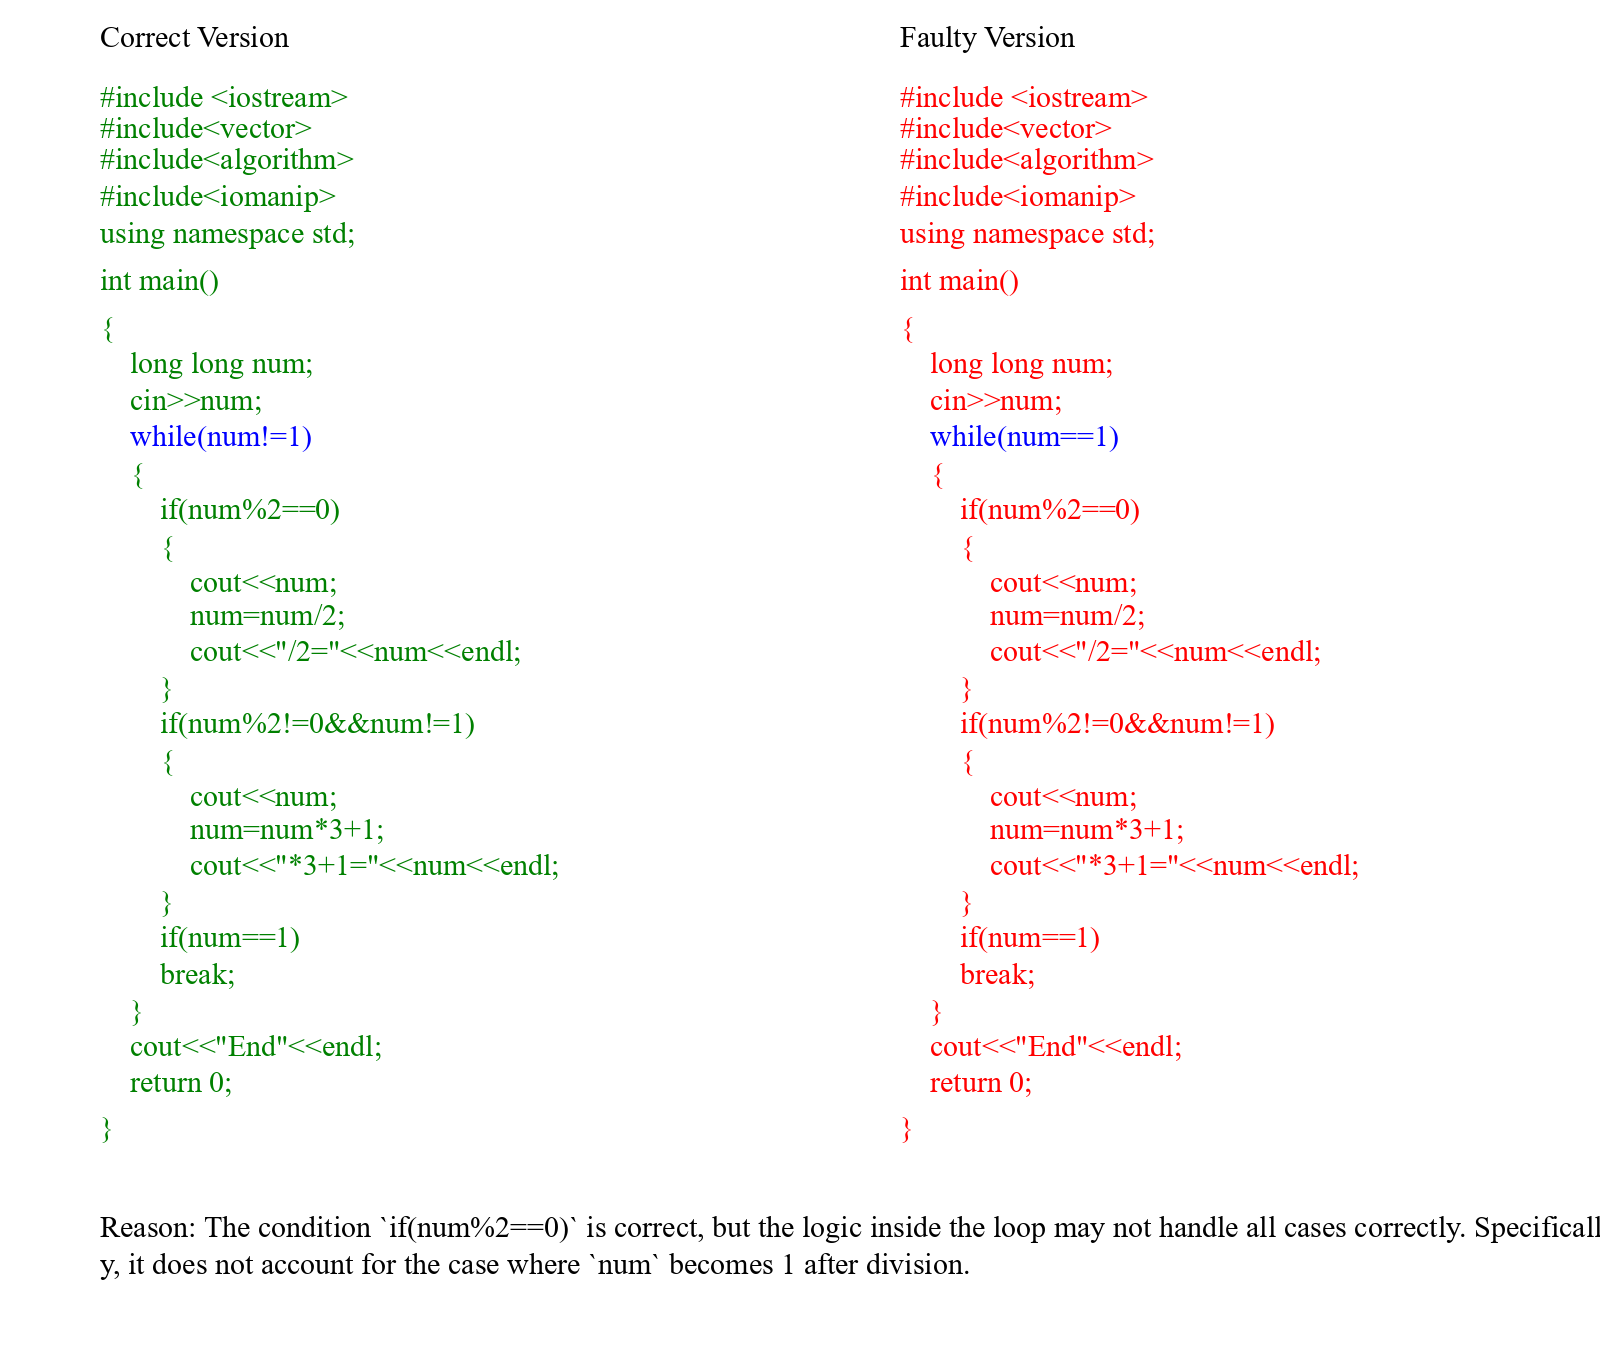 Correct Version
#include <iostream>
#include<vector>
#include<algorithm>
#include<iomanip>
using namespace std;
int main()
{
long long num;
cin>>num;
while(num!=1)
{
if(num%2==0)
{
cout<<num;
num=num/2;
cout<<"/2="<<num<<endl;
}
if(num%2!=0&&num!=1)
{
cout<<num;
num=num*3+1;
cout<<"*3+1="<<num<<endl;
}
if(num==1)
break;
}
cout<<"End"<<endl;
return 0;
}
Faulty Version
#include <iostream>
#include<vector>
#include<algorithm>
#include<iomanip>
using namespace std;
int main()
{
long long num;
cin>>num;
while(num==1)
{
if(num%2==0)
{
cout<<num;
num=num/2;
cout<<"/2="<<num<<endl;
}
if(num%2!=0&&num!=1)
{
cout<<num;
num=num*3+1;
cout<<"*3+1="<<num<<endl;
}
if(num==1)
break;
}
cout<<"End"<<endl;
return 0;
}
Reason: The condition `if(num%2==0)` is correct, but the logic inside the loop may not handle all cases correctly. Specificall
y, it does not account for the case where `num` becomes 1 after division.